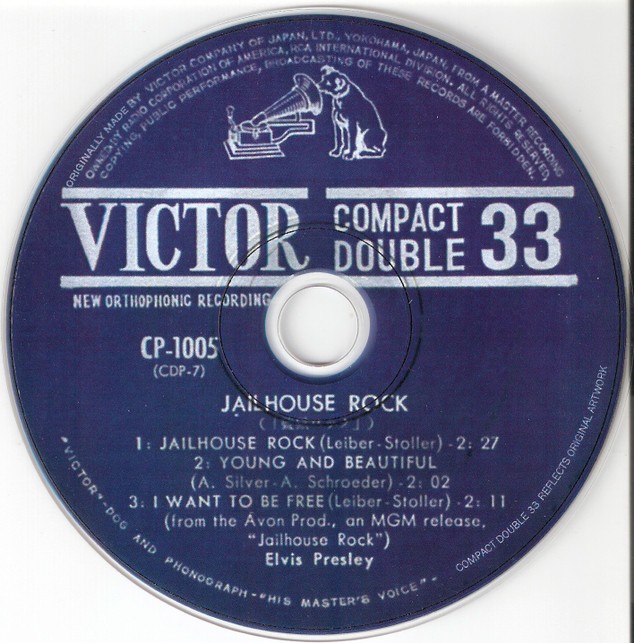 ORIGINALLY MADE BY VICTOR COMPANY OF JAPAN, LTD., YOKOHAMA, JAPAN, FROM A MASTER RECORDING
OWNED BY RADIO CORPORATION OF AMERICA, RCA INTERNATIONAL DIVISION. ALL RIGHTS RESERVED.
COPYING, PUBLIC PERFORMANCE, BROADCASTING OF THESE RECORDS ARE FORBIDDEN.
VICTOR
COMPACT
DOUBLE
33
NEW ORTHOPHONIC RECORDING
CP-1005
(CDP-7)
JAILHOUSE ROCK
1: JAILHOUSE ROCK (Leiber-Stoller) -2: 27
2: YOUNG AND BEAUTIFUL
(A. Silver-A. Schroeder) -2: 02
3: I WANT TO BE FREE (Leiber-Stoller) -2: 11
(from the Avon Prod., an MGM release,
"Jailhouse Rock")
Elvis Presley
"VICTOR"-DOG AND PHONOGRAPH-"HIS MASTER'S VOICE"-
COMPACT DOUBLE 33 REFLECTS ORIGINAL ARTWORK